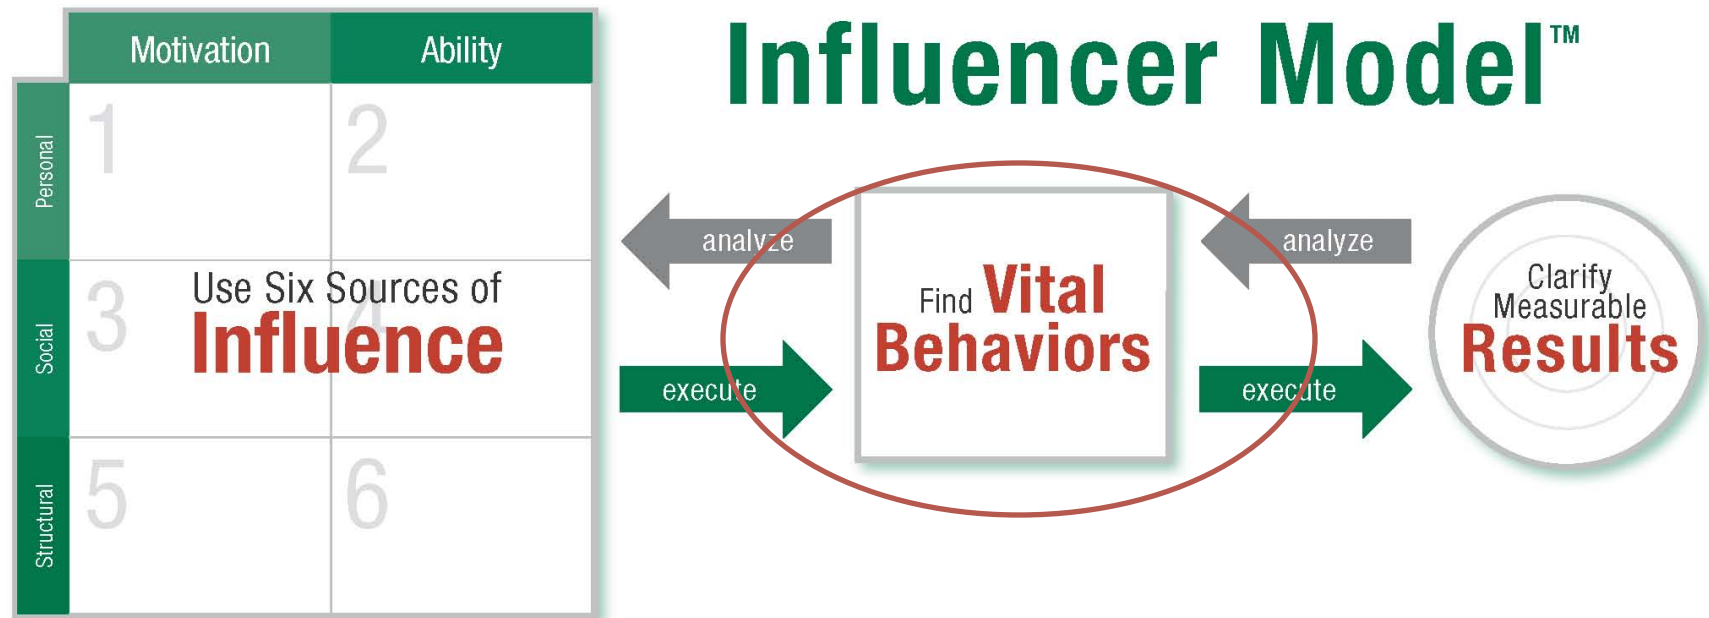 Influencer Model™
Motivation
Ability
Personal
1
2
Social
3
4
Use Six Sources of
Influence
Structural
5
6
analyze
execute
Find Vital
Behaviors
analyze
execute
Clarify
Measurable
Results